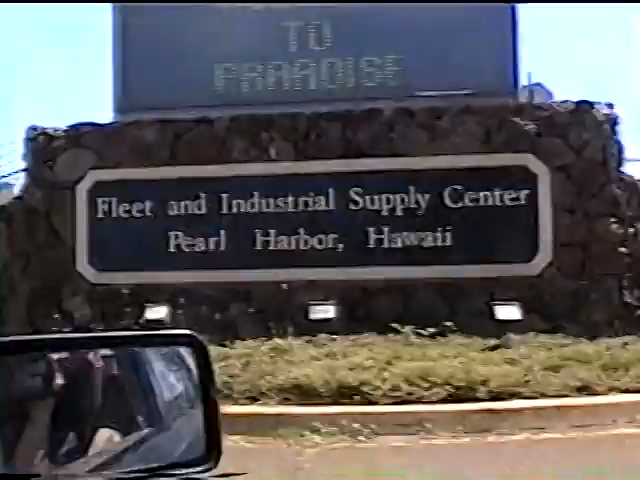 TO
PARADISE
Fleet and Industrial Supply Center
Pearl Harbor, Hawaii